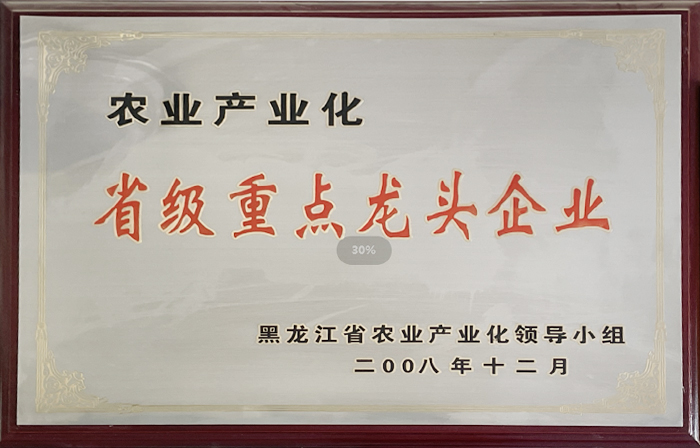 农业产业化
省级重点龙头企业
30%
黑龙江省农业产业化领导小组
二00八年十二月